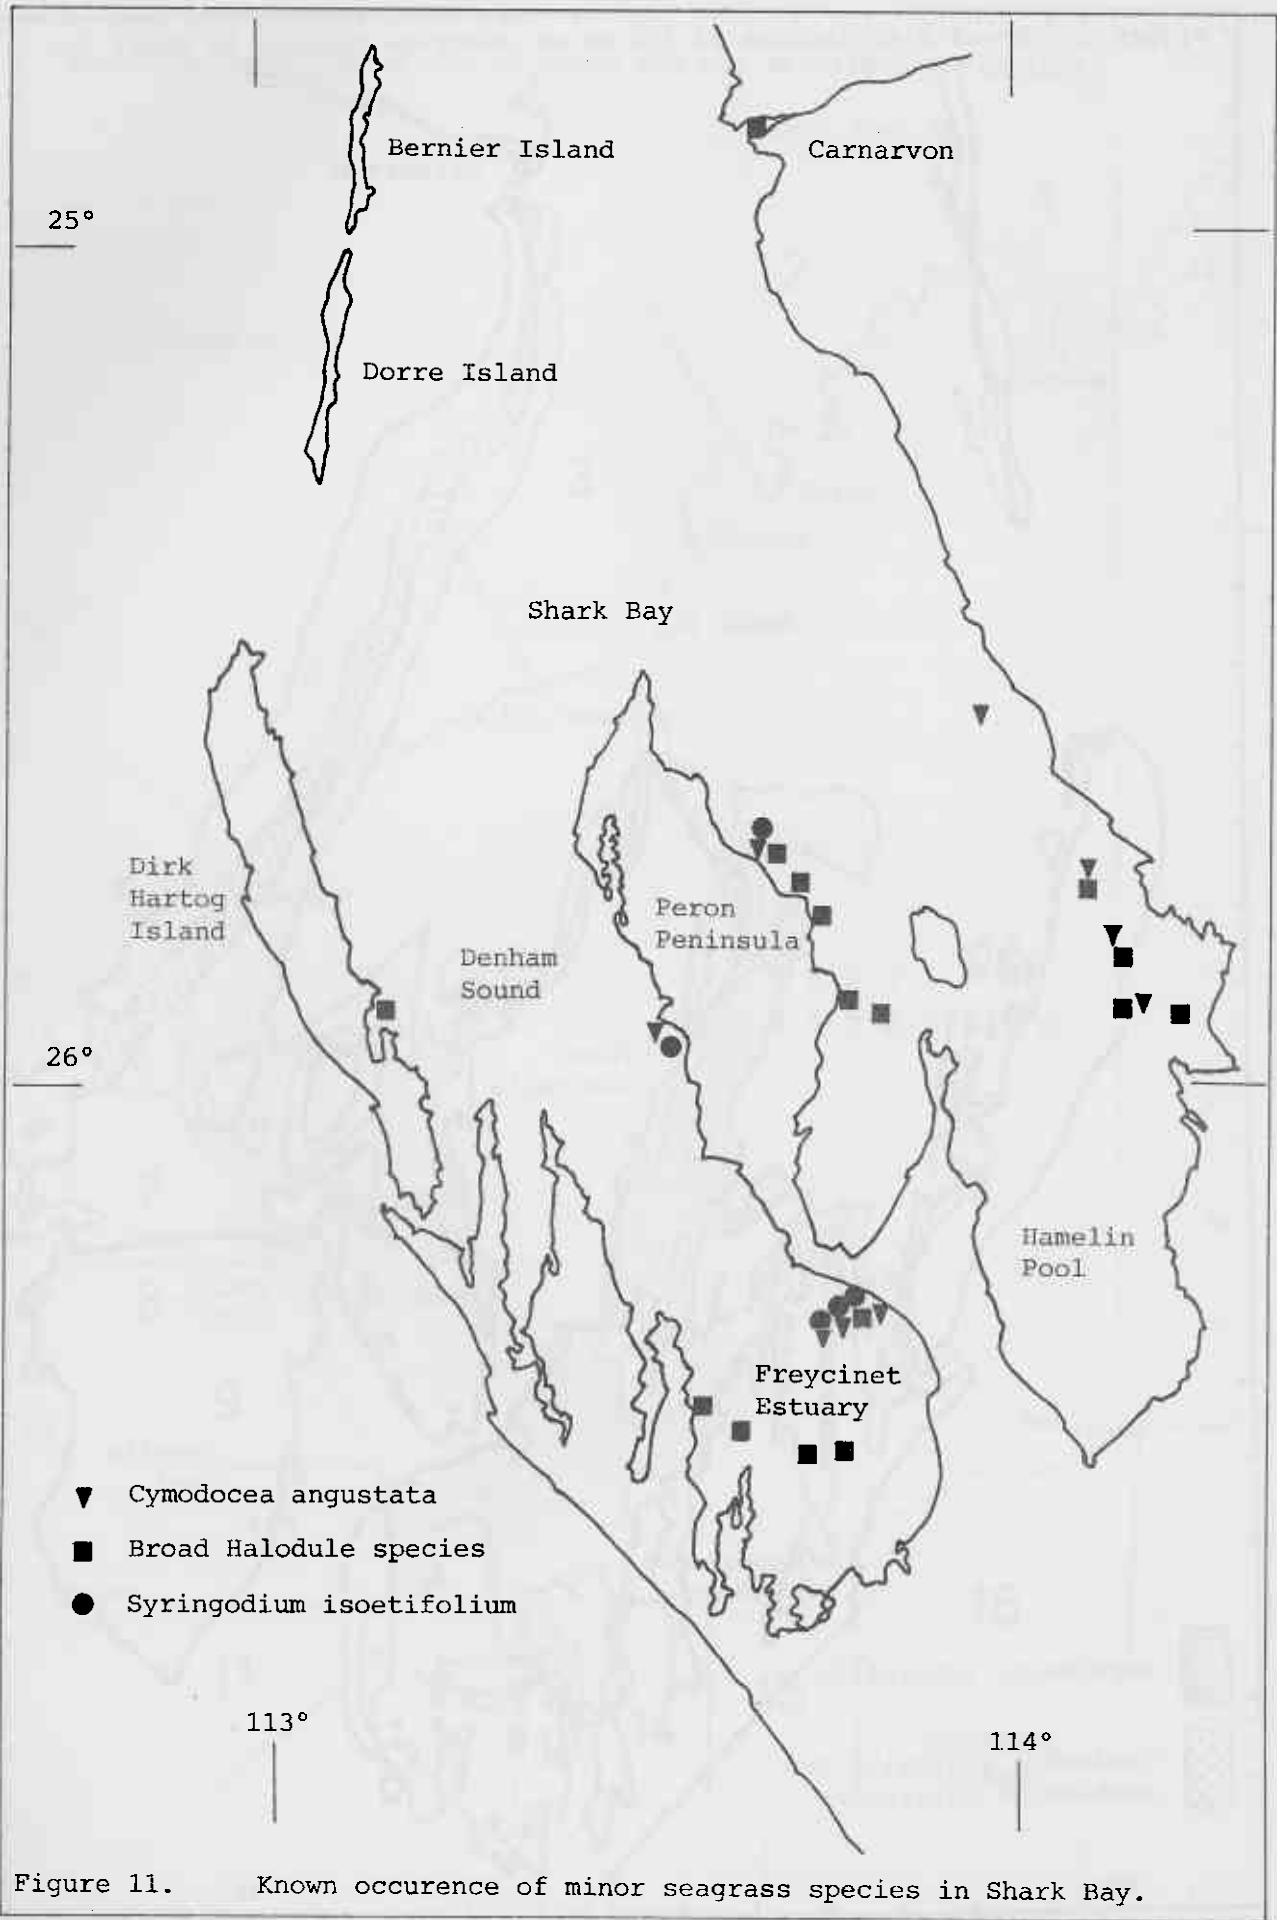 Bernier Island
Carnarvon
25°
Dorre Island
Shark Bay
Dirk
Hartog
Island
Peron
Peninsula
Denham
Sound
26°
Hamelin
Pool
Freycinet
Estuary
Cymodocea angustata
Broad Halodule species
Syringodium isoetifolium
113°
114°
Figure 11. Known occurence of minor seagrass species in Shark Bay.